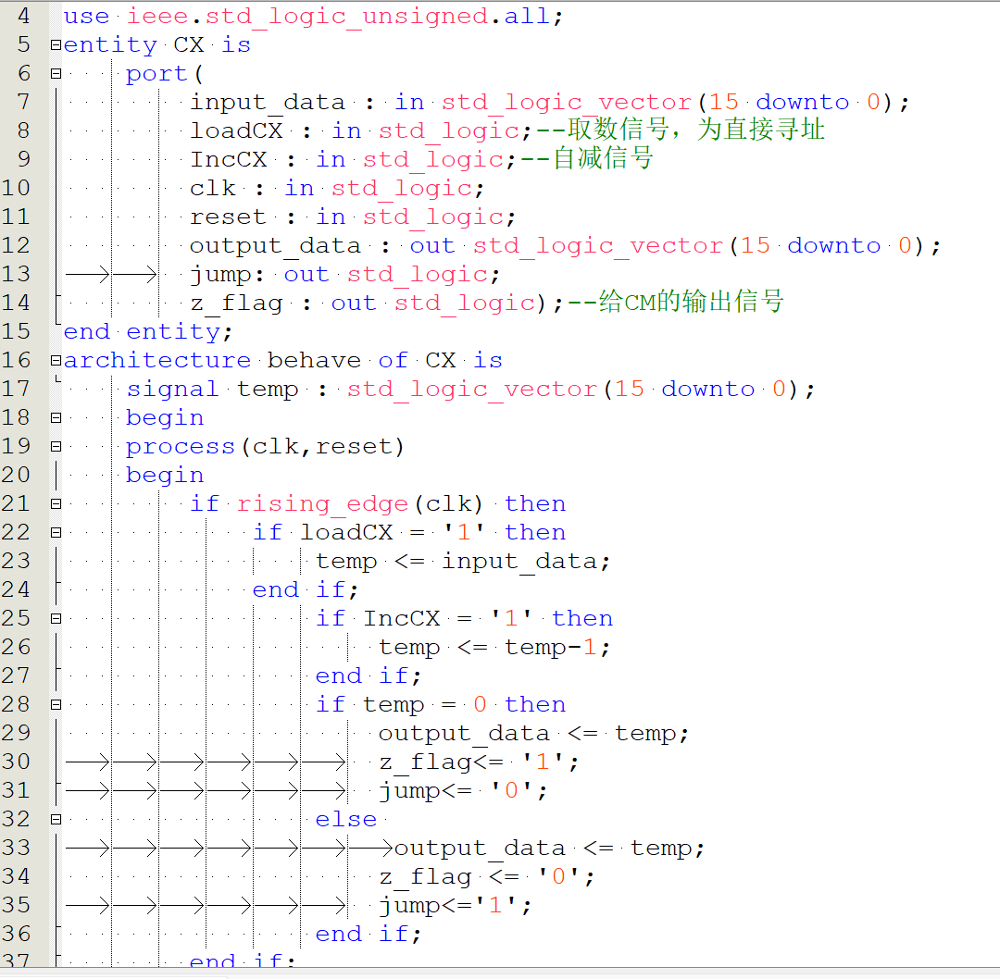 4 use ieee.std_logic_unsigned.all;
5 entity CX is
6 port(
7 input_data : in std_logic_vector(15 downto 0);
8 loadCX : in std_logic;--取数信号，为直接寻址
9 IncCX : in std_logic;--自减信号
10 clk : in std_logic;
11 reset : in std_logic;
12 output_data : out std_logic_vector(15 downto 0);
13 jump: out std_logic;
14 z_flag : out std_logic);--给CM的输出信号
15 end entity;
16 architecture behave of CX is
17 signal temp : std_logic_vector(15 downto 0);
18 begin
19 process(clk,reset)
20 begin
21 if rising_edge(clk) then
22 if loadCX = '1' then
23 temp <= input_data;
24 end if;
25 if IncCX = '1' then
26 temp <= temp-1;
27 end if;
28 if temp = 0 then
29 output_data <= temp;
30 z_flag<= '1';
31 jump<= '0';
32 else
33 output_data <= temp;
34 z_flag <= '0';
35 jump<='1';
36 end if;
37 end if;